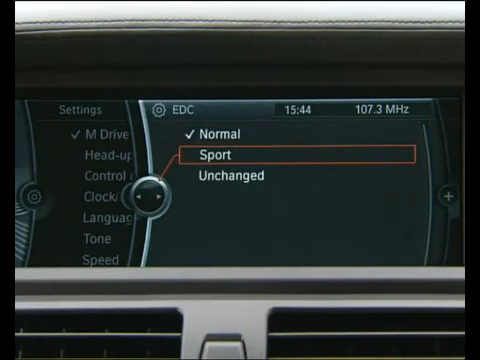 Settings
EDC 15:44 107.3 MHz
✓ M Drive
Head-up
Control
Clock/
Languag
Tone
Speed
✓ Normal
Sport
Unchanged